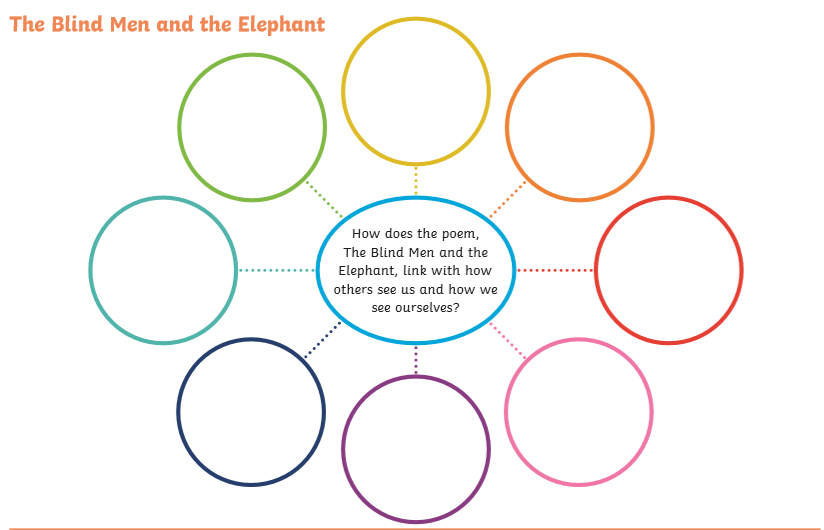 The Blind Men and the Elephant
How does the poem,
The Blind Men and the
Elephant, link with how
others see us and how we
see ourselves?